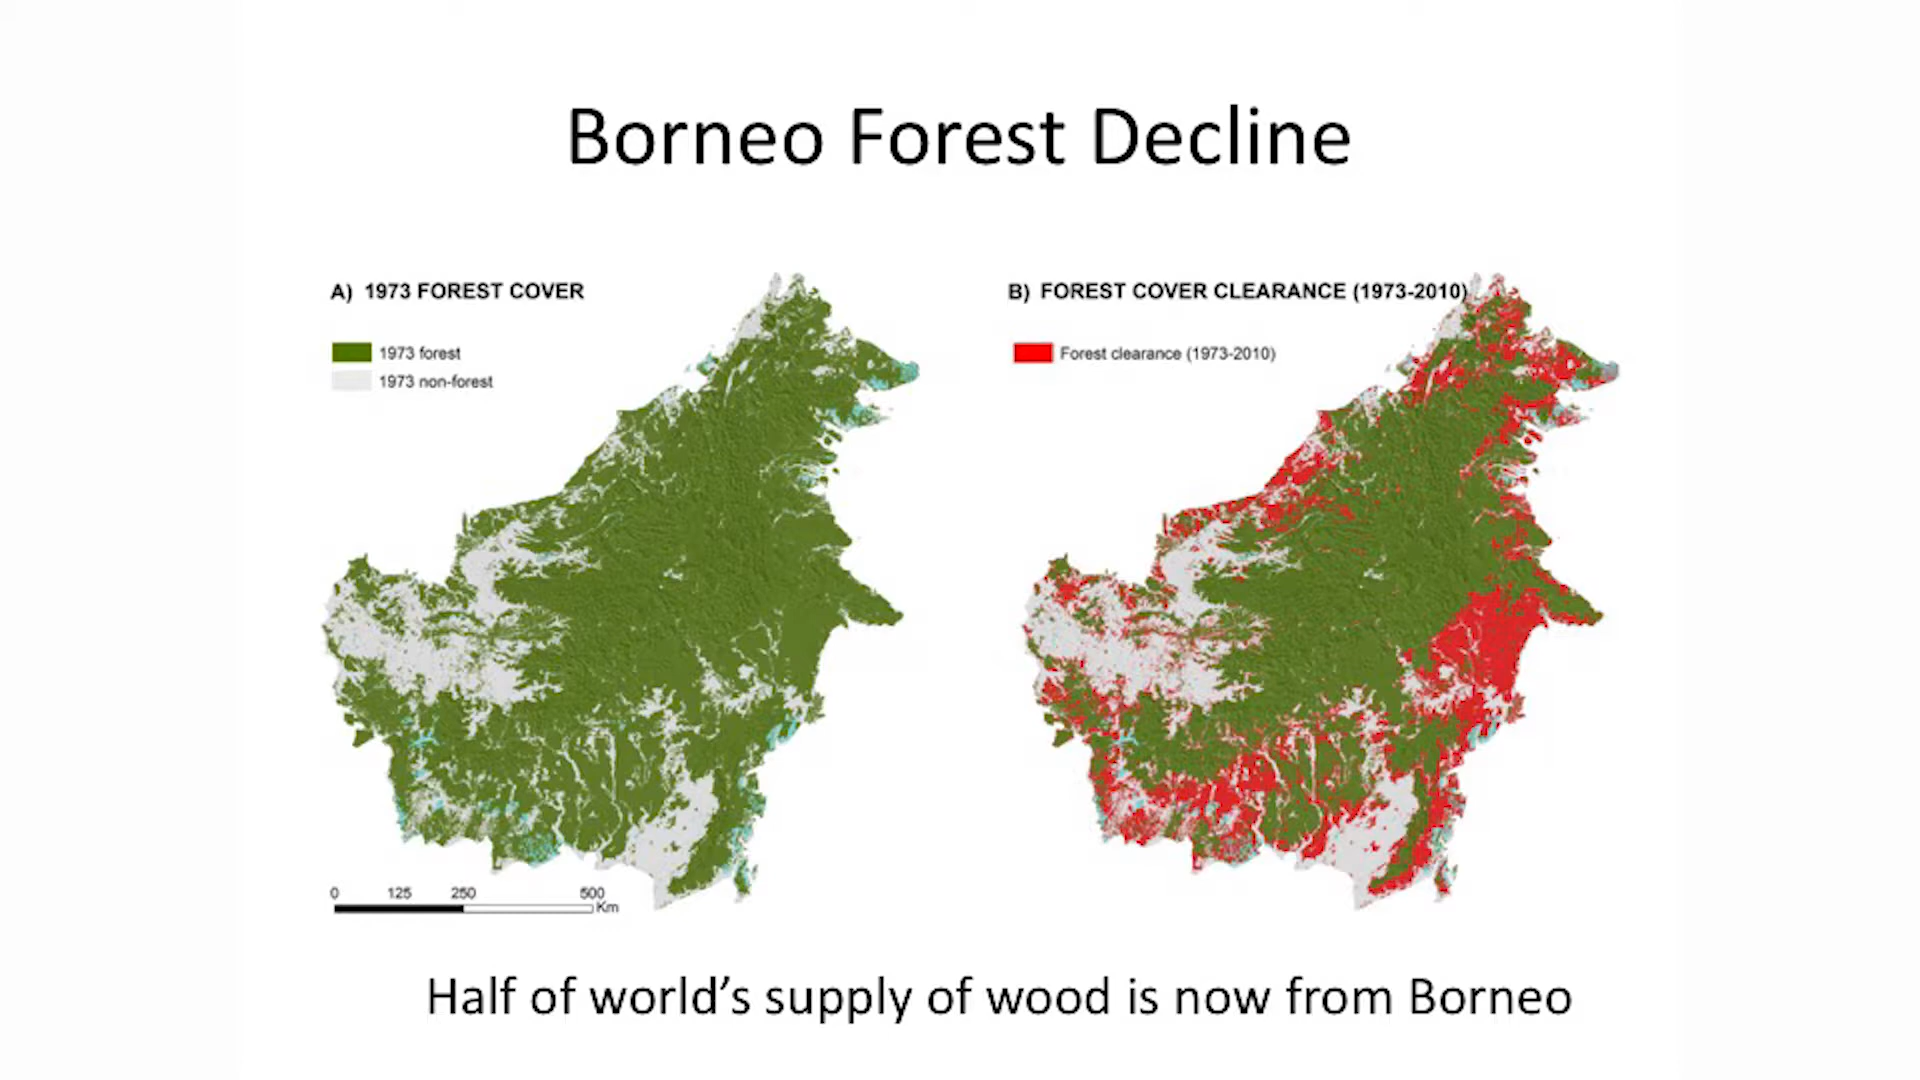 Borneo Forest Decline
A) 1973 FOREST COVER
1973 forest
1973 non-forest
0 125 250 500
Km
B) FOREST COVER CLEARANCE (1973-2010)
Forest clearance (1973-2010)
Half of world’s supply of wood is now from Borneo